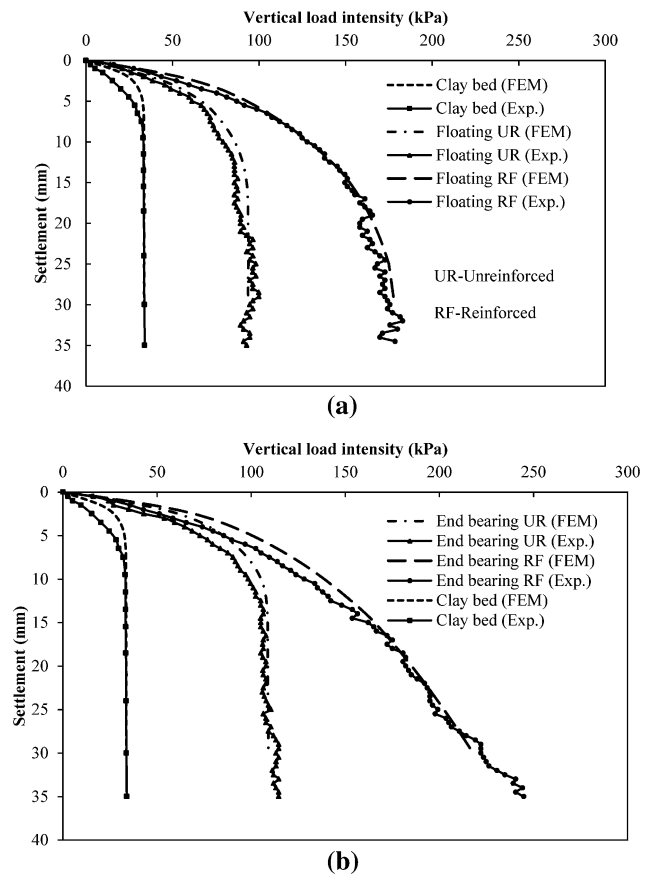 Vertical load intensity (kPa)
0 50 100 150 200 250 300
0
5
10
15
20
25
30
35
40
Settlement (mm)
Clay bed (FEM)
Clay bed (Exp.)
Floating UR (FEM)
Floating UR (Exp.)
Floating RF (FEM)
Floating RF (Exp.)
UR-Unreinforced
RF-Reinforced
(a)
Vertical load intensity (kPa)
0 50 100 150 200 250 300
0
5
10
15
20
25
30
35
40
Settlement (mm)
End bearing UR (FEM)
End bearing UR (Exp.)
End bearing RF (FEM)
End bearing RF (Exp.)
Clay bed (FEM)
Clay bed (Exp.)
(b)